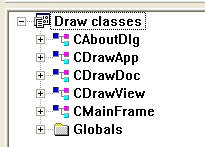 Draw classes
CAboutDlg
CDrawApp
CDrawDoc
CDrawView
CMainFrame
Globals